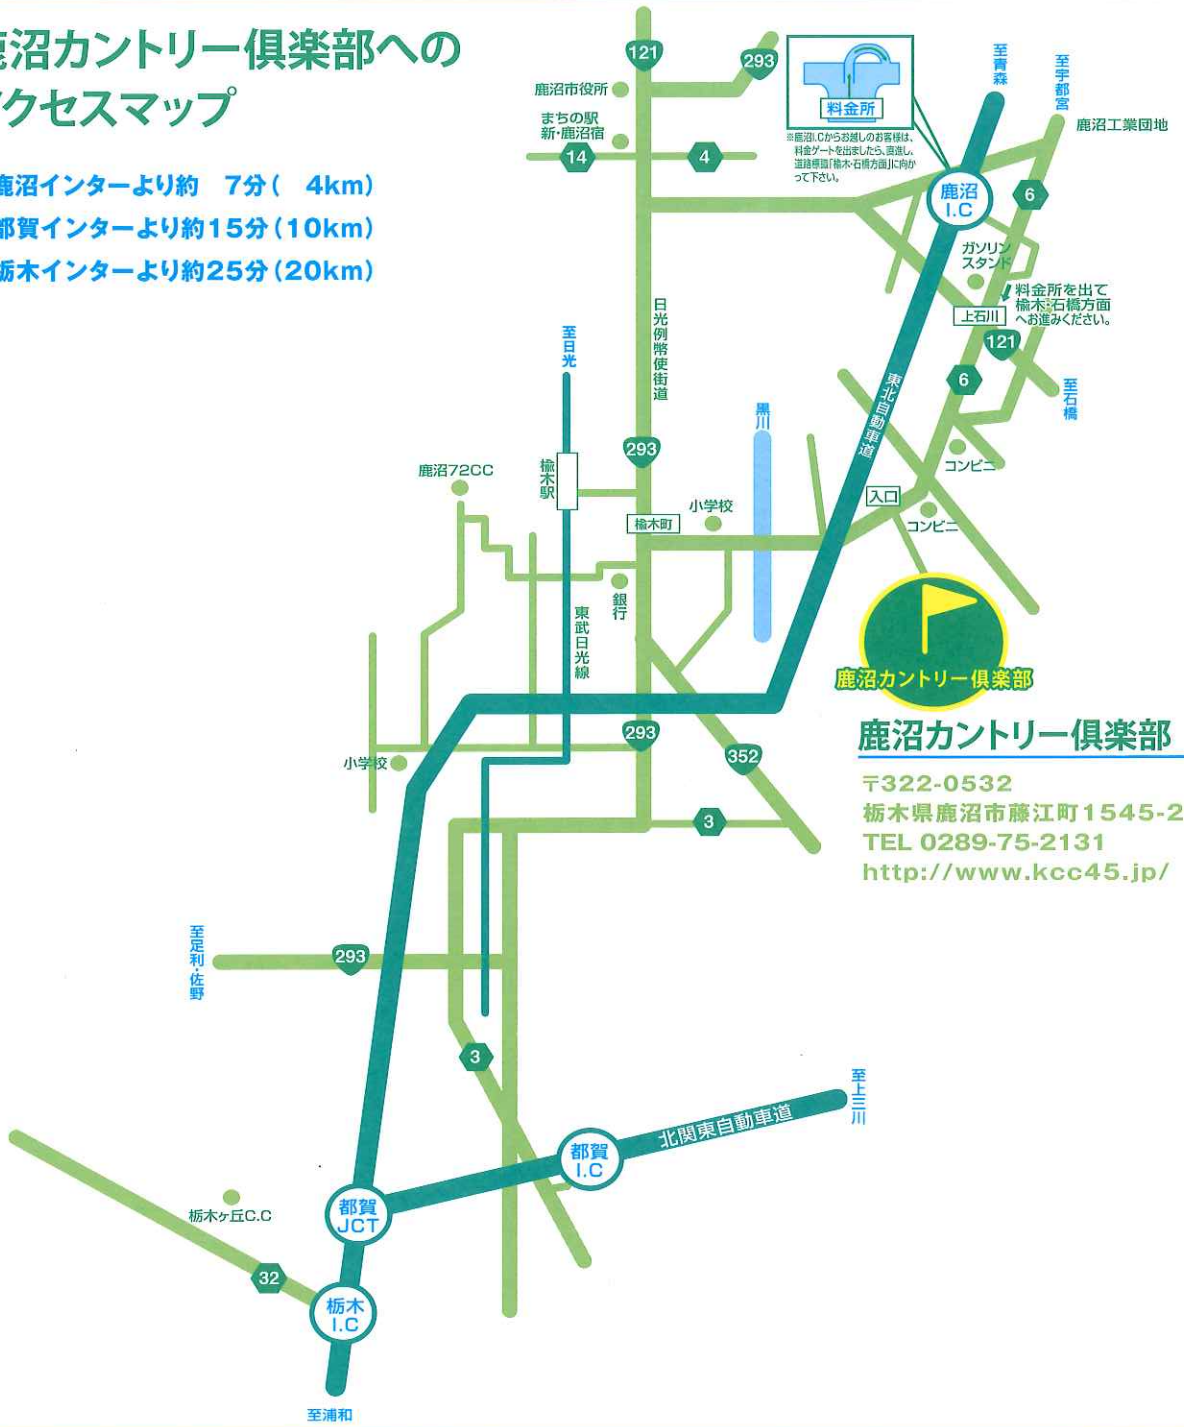 鹿沼カントリー倶楽部への
アクセスマップ
鹿沼インターより約 7分( 4km)
都賀インターより約15分(10km)
栃木インターより約25分(20km)
121
293
鹿沼市役所
まちの駅
新・鹿沼宿
14
4
料金所
※鹿沼I.Cからお越しのお客様は、
料金ゲートを出ましたら、直進し、
道路標識「楡木・石橋方面」に向か
って下さい。
至青森
至宇都宮
鹿沼工業団地
鹿沼
I.C
6
ガソリン
スタンド
料金所を出て
楡木・石橋方面
へお進みください。
上石川
121
6
至石橋
日光例幣使街道
至日光
東北自動車道
黒川
293
鹿沼72CC
楡木駅
楡木町
小学校
入口
コンビニ
コンビニ
銀行
東武日光線
鹿沼カントリー倶楽部
鹿沼カントリー倶楽部
〒322-0532
栃木県鹿沼市藤江町1545-2
TEL 0289-75-2131
http://www.kcc45.jp/
293
352
小学校
3
至足利・佐野
293
3
至上三川
北関東自動車道
都賀
I.C
都賀
JCT
栃木ヶ丘C.C
32
栃木
I.C
至浦和